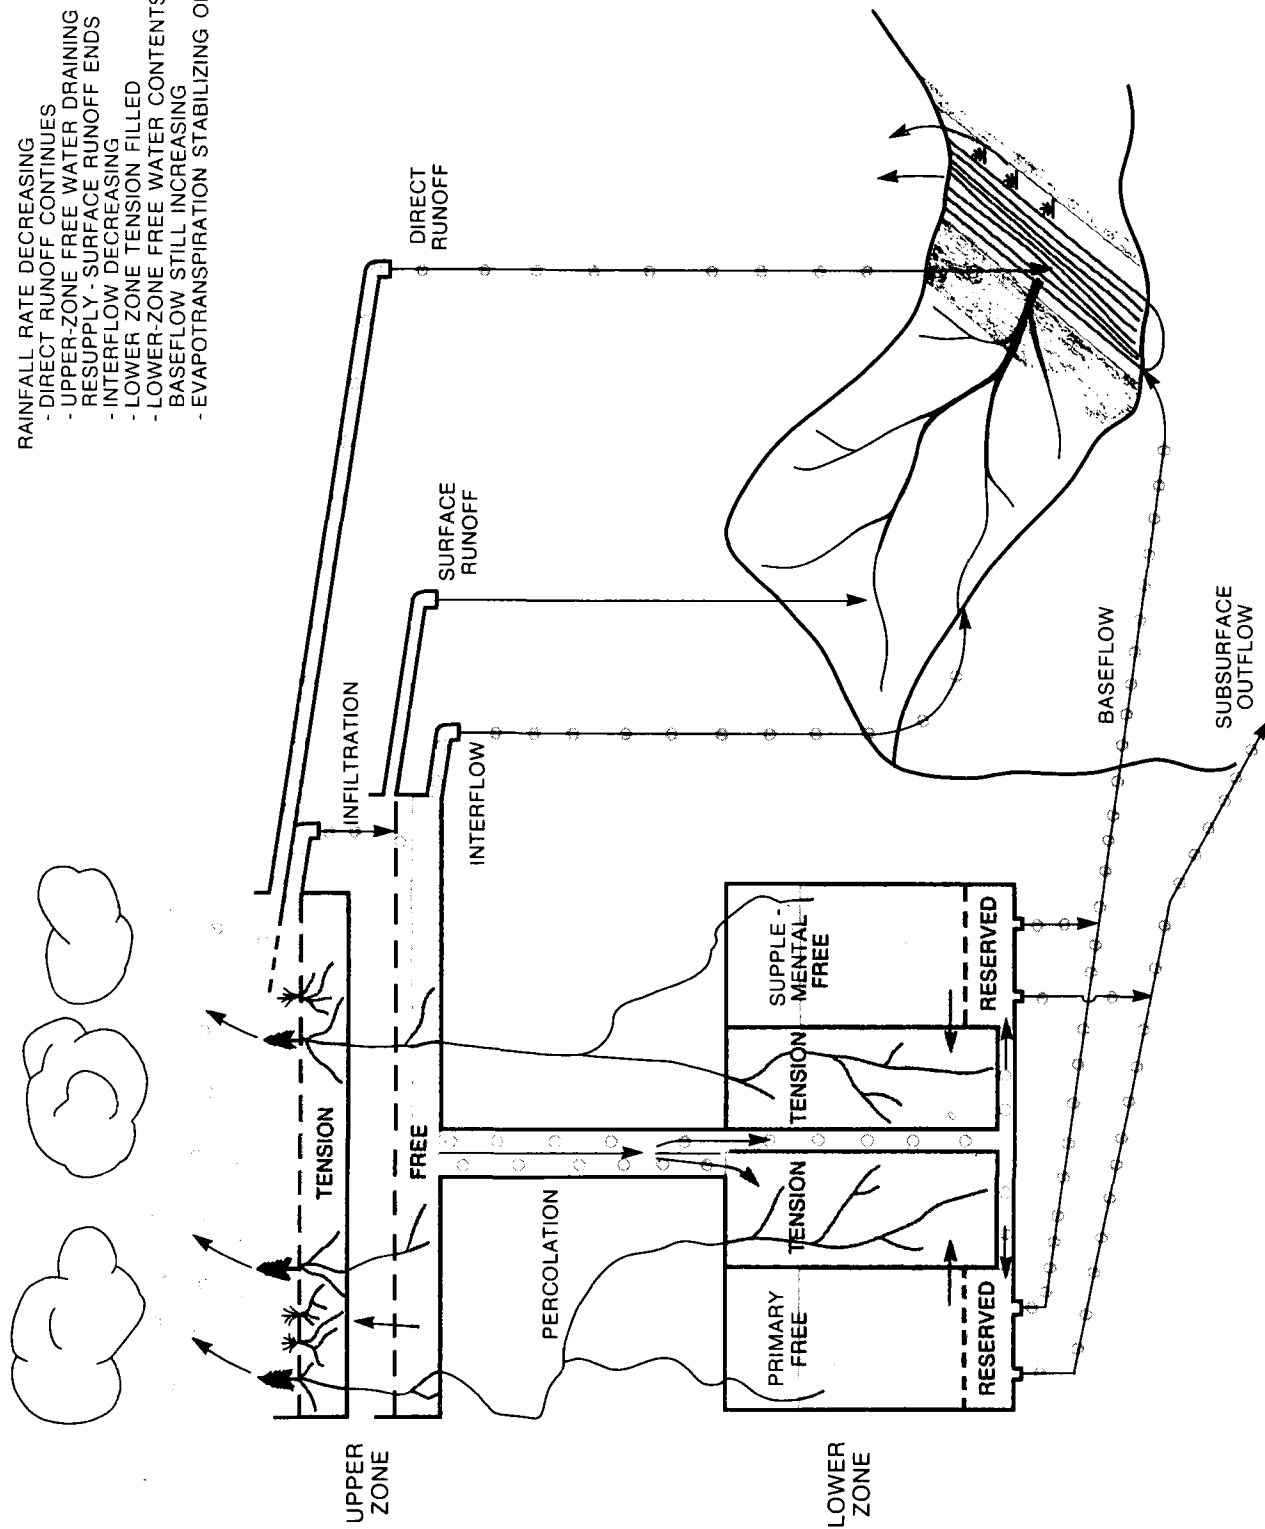 RAINFALL RATE DECREASING
- DIRECT RUNOFF CONTINUES
- UPPER-ZONE FREE WATER DRAINING
RESUPPLY - SURFACE RUNOFF ENDS
- INTERFLOW DECREASING
- LOWER ZONE TENSION FILLED
- LOWER-ZONE FREE WATER CONTENTS
BASEFLOW STILL INCREASING
- EVAPOTRANSPIRATION STABILIZING
UPPER
ZONE
TENSION
FREE
INFILTRATION
DIRECT
RUNOFF
SURFACE
RUNOFF
INTERFLOW
PERCOLATION
LOWER
ZONE
PRIMARY
FREE
RESERVED
TENSION
TENSION
SUPPLE-
MENTAL
FREE
RESERVED
BASEFLOW
SUBSURFACE
OUTFLOW